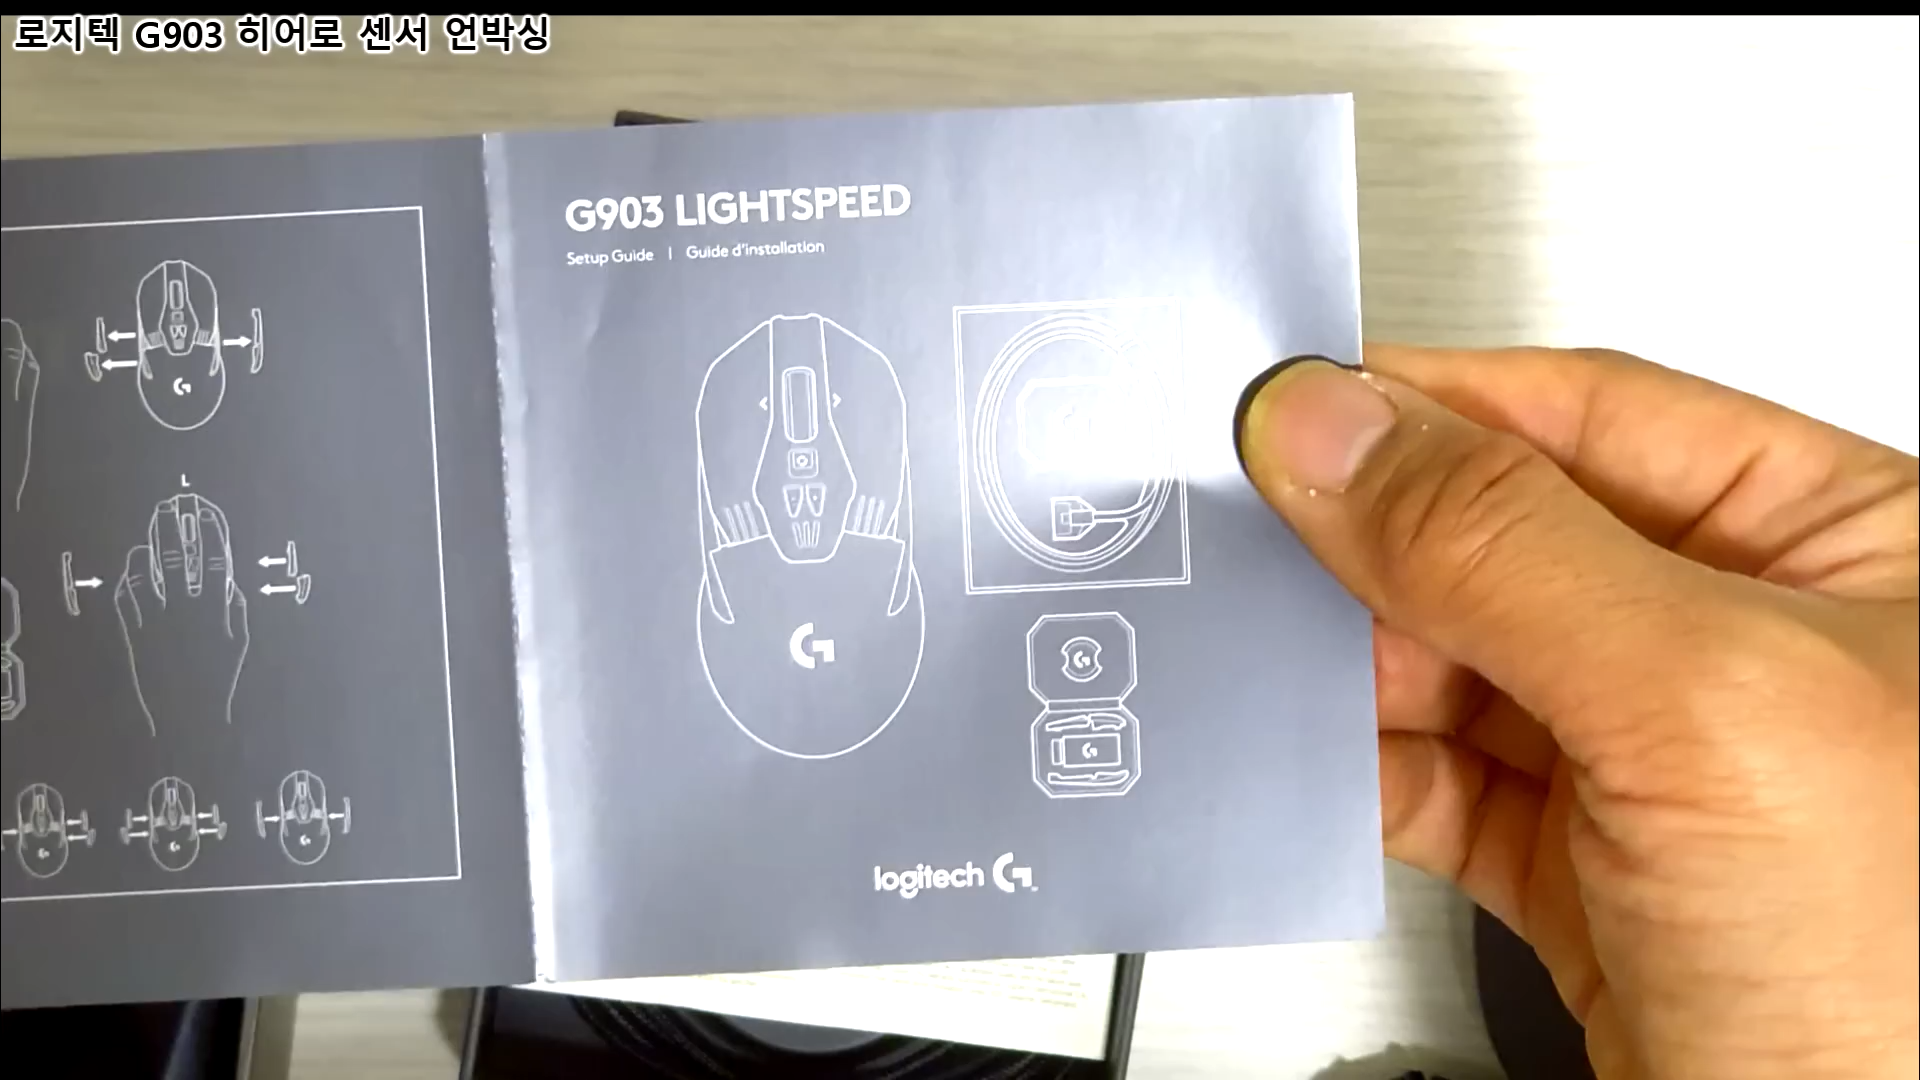 로지텍 G903 히어로 센서 언박싱
G903 LIGHTSPEED
Setup Guide | Guide d'installation
L
logitech G